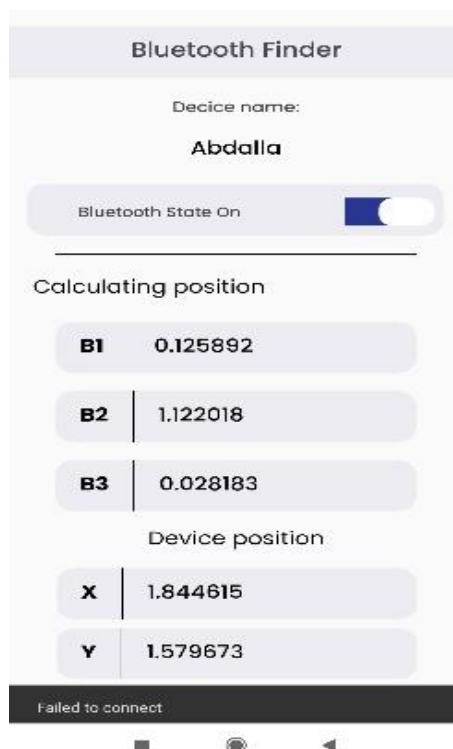 Bluetooth Finder
Decice name:
Abdalla
Bluetooth State On
Calculating position
B1 0.125892
B2 1.122018
B3 0.028183
Device position
X 1.844615
Y 1.579673
Failed to connect